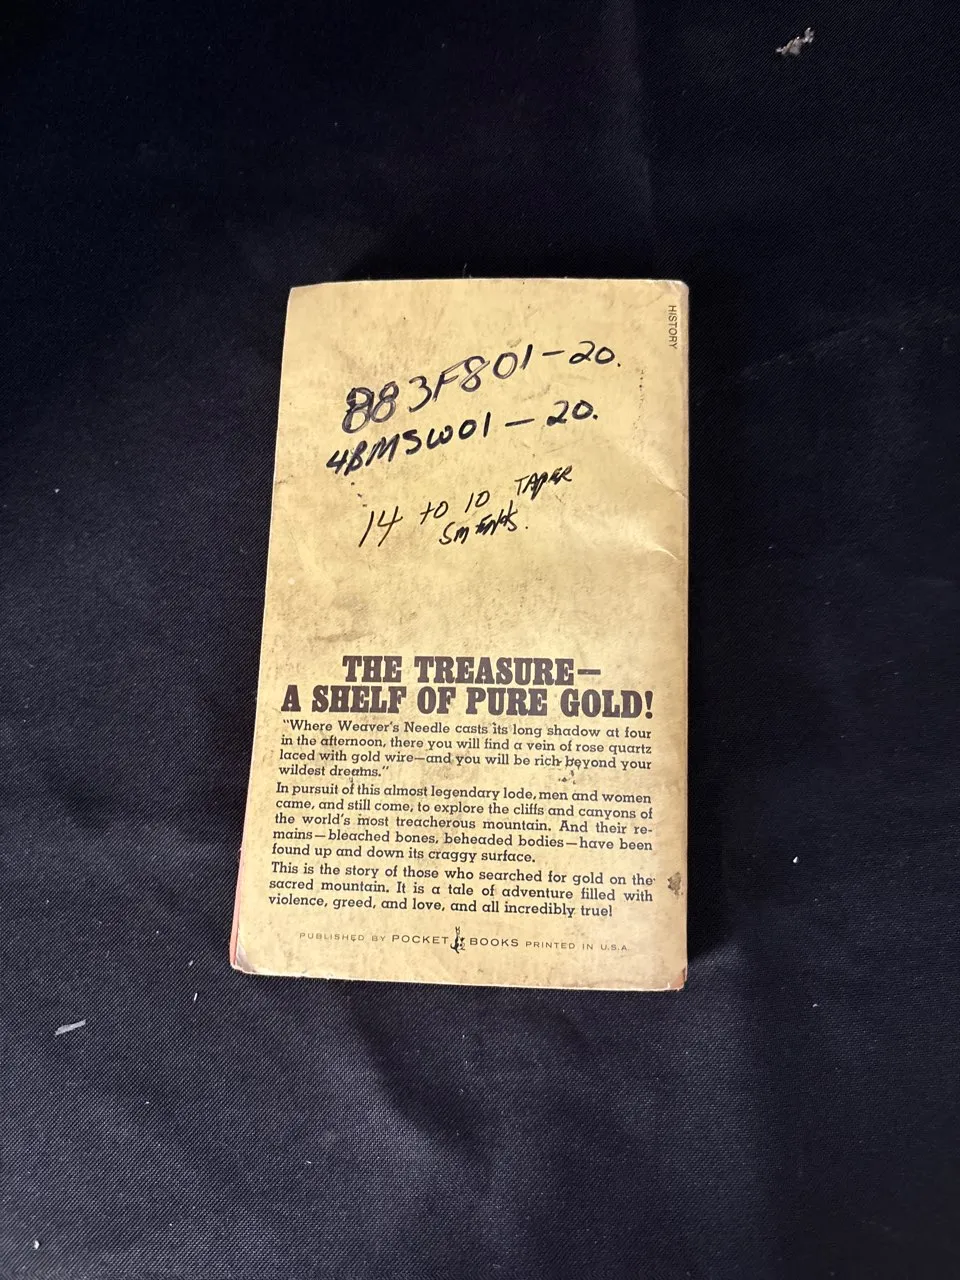 HISTORY
883F801-20.
4BMSW01-20.
14 to 10 TAPER
Sm Ends.
THE TREASURE—
A SHELF OF PURE GOLD!
"Where Weaver's Needle casts its long shadow at four
in the afternoon, there you will find a vein of rose quartz
laced with gold wire—and you will be rich beyond your
wildest dreams."
In pursuit of this almost legendary lode, men and women
came, and still come, to explore the cliffs and canyons of
the world's most treacherous mountain. And their re-
mains—bleached bones, beheaded bodies—have been
found up and down its craggy surface.
This is the story of those who searched for gold on the
sacred mountain. It is a tale of adventure filled with
violence, greed, and love, and all incredibly true!
PUBLISHED BY POCKET BOOKS PRINTED IN U.S.A.